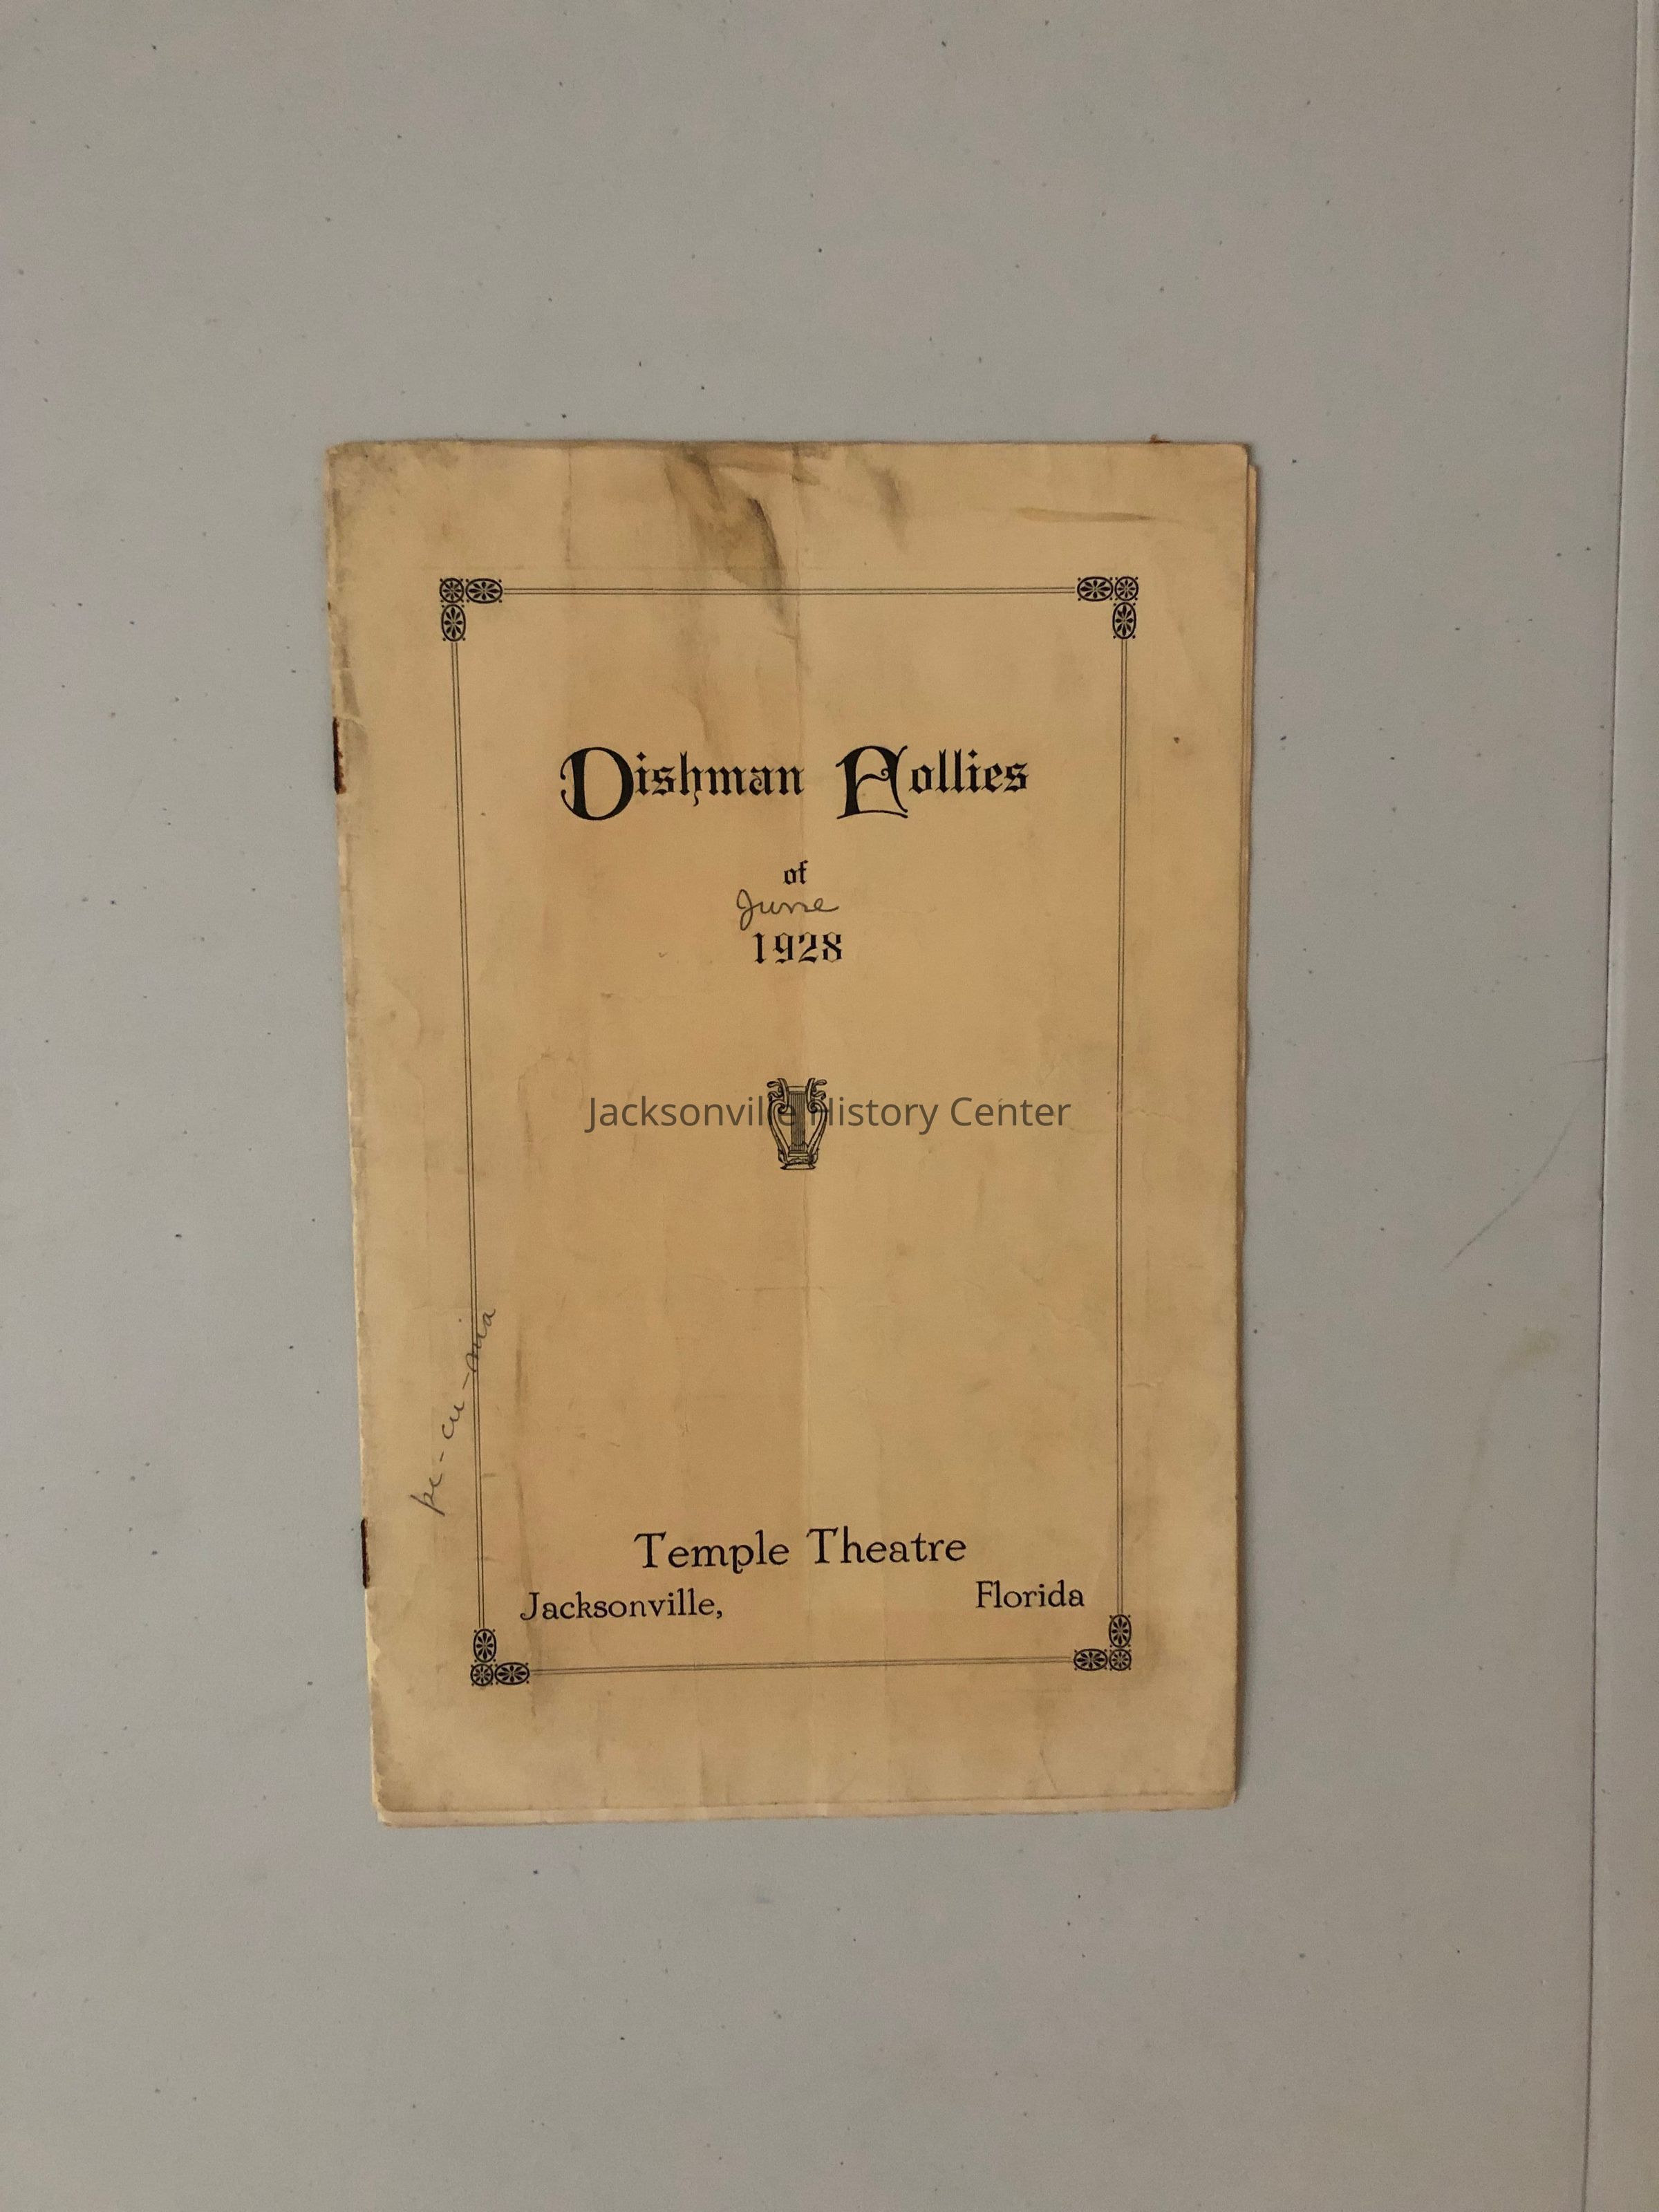 Dishman Follies
of
June
1928
Jacksonville History Center
pe-cu-nia
Temple Theatre
Jacksonville, Florida